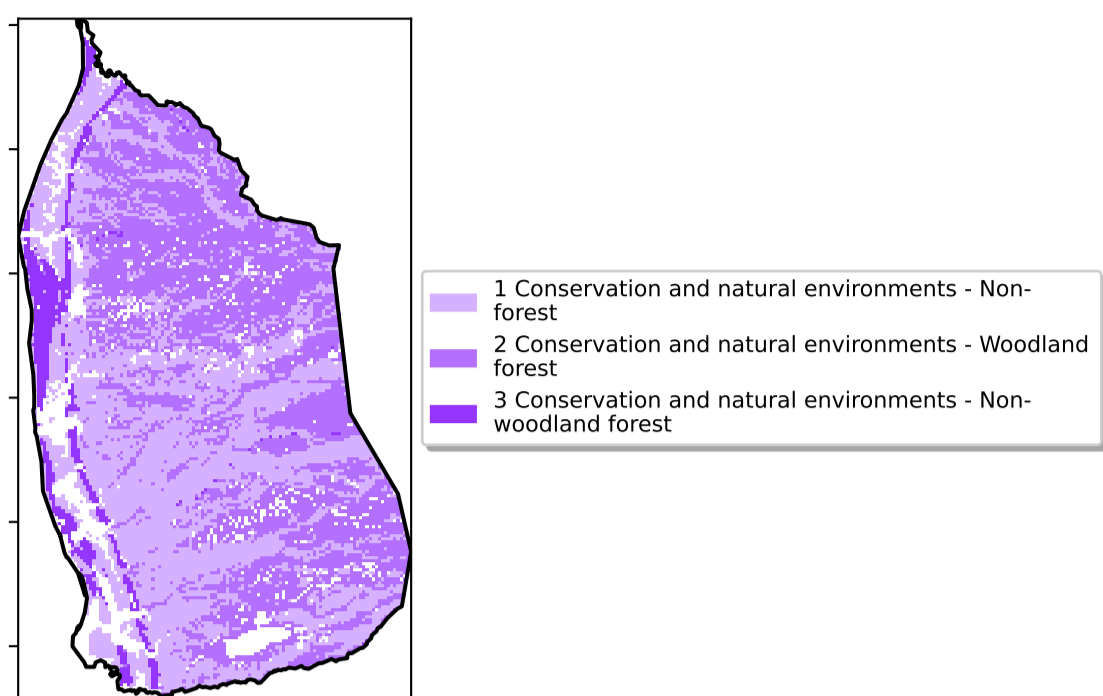 1 Conservation and natural environments - Non-
forest
2 Conservation and natural environments - Woodland
forest
3 Conservation and natural environments - Non-
woodland forest